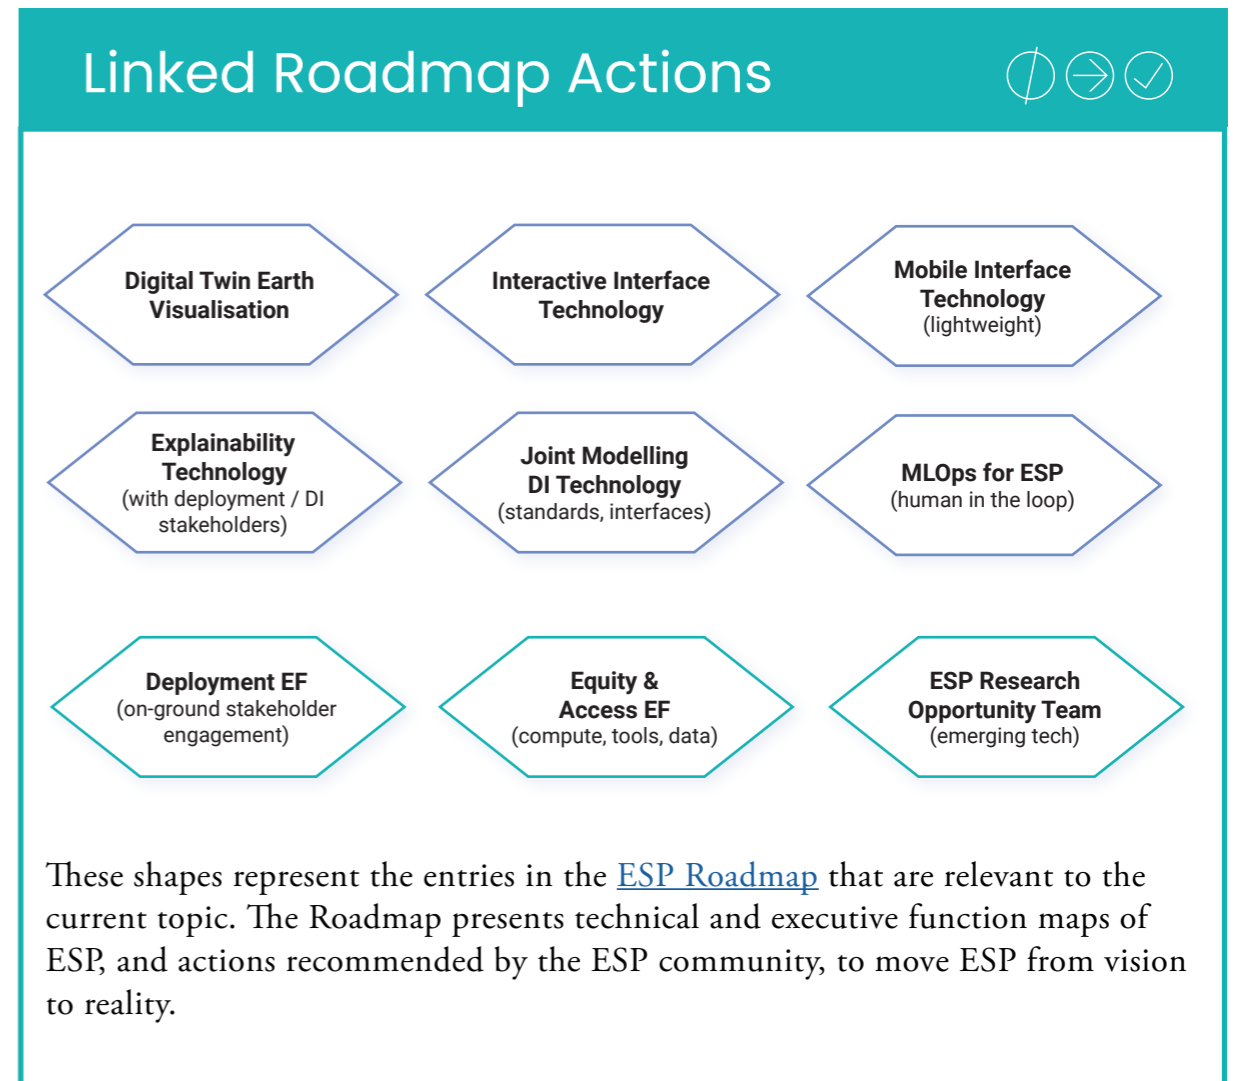 Linked Roadmap Actions
Digital Twin Earth
Visualisation
Interactive Interface
Technology
Mobile Interface
Technology
(lightweight)
Explainability
Technology
(with deployment / DI
stakeholders)
Joint Modelling
DI Technology
(standards, interfaces)
MLOps for ESP
(human in the loop)
Deployment EF
(on-ground stakeholder
engagement)
Equity &
Access EF
(compute, tools, data)
ESP Research
Opportunity Team
(emerging tech)
These shapes represent the entries in the ESP Roadmap that are relevant to the
current topic. The Roadmap presents technical and executive function maps of
ESP, and actions recommended by the ESP community, to move ESP from vision
to reality.